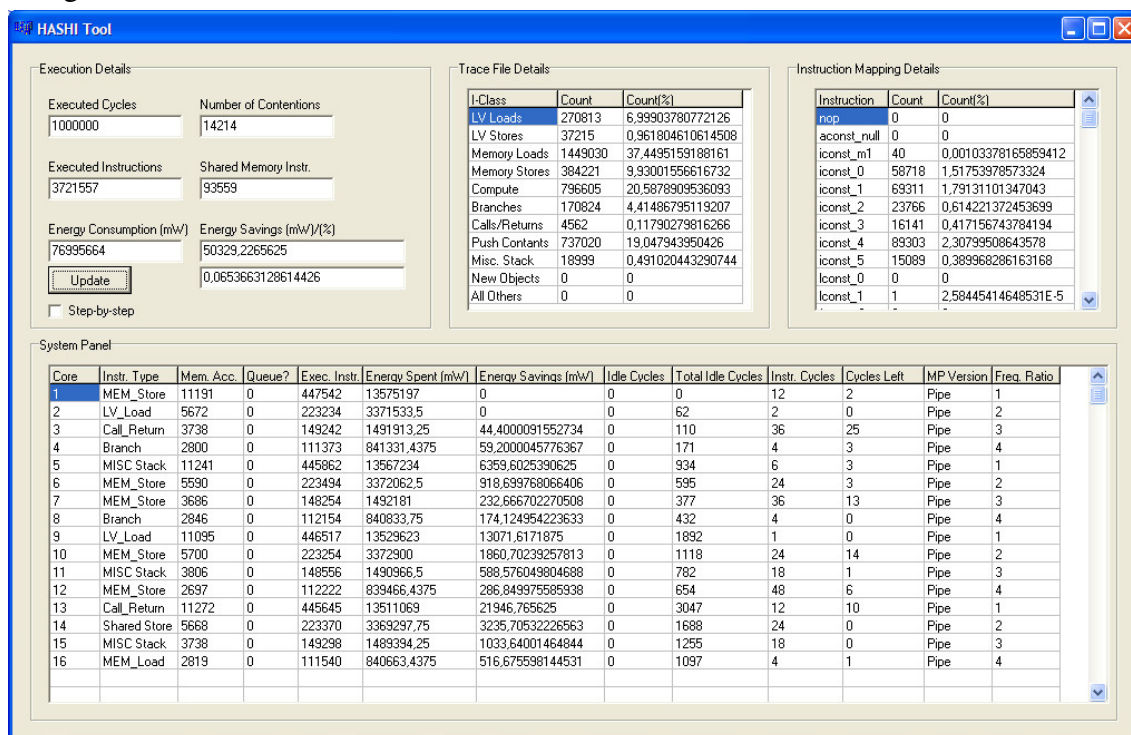 HASHI Tool
Execution Details
Executed Cycles Number of Contentions
1000000 14214
Executed Instructions Shared Memory Instr.
3721557 93559
Energy Consumption (mW) Energy Savings (mW)/(%)
76995664 50329,2265625
Update 0,0653663128614426
Step-by-step
Trace File Details
I-Class Count Count(%)
LV Loads 270813 6,99903780772126
LV Stores 37215 0,961804610614508
Memory Loads 1449030 37,4495159188161
Memory Stores 384221 9,93001556616732
Compute 796605 20,5878909536093
Branches 170824 4,41486795119207
Calls/Returns 4562 0,11790279816266
Push Contants 737020 19,047943950426
Misc. Stack 18999 0,491020443290744
New Objects 0 0
All Others 0 0
Instruction Mapping Details
Instruction Count Count(%)
nop 0 0
aconst_null 0 0
iconst_m1 40 0,00103378165859412
iconst_0 58718 1,51753978573324
iconst_1 69311 1,79131101347043
iconst_2 23766 0,614221372453699
iconst_3 16141 0,417156743784194
iconst_4 89303 2,30799508643578
iconst_5 15089 0,389968286163168
lconst_0 0 0
lconst_1 1 2,58445414648531E-5
System Panel
Core Instr. Type Mem. Acc. Queue? Exec. Instr. Energy Spent (mW) Energy Savings (mW) Idle Cycles Total Idle Cycles Instr. Cycles Cycles Left MP Version Freq. Ratio
1 MEM_Store 11191 0 447542 13575197 0 0 0 12 2 Pipe 1
2 LV_Load 5672 0 223234 3371533,5 0 0 62 2 0 Pipe 2
3 Call_Return 3738 0 149242 1491913,25 44,4000091552734 0 110 36 25 Pipe 3
4 Branch 2800 0 111373 841331,4375 59,2000045776367 0 171 4 3 Pipe 4
5 MISC Stack 11241 0 445862 13567234 6359,6025390625 0 934 6 3 Pipe 1
6 MEM_Store 5590 0 223494 3372062,5 918,699768066406 0 595 24 3 Pipe 2
7 MEM_Store 3686 0 148254 1492181 232,666702270508 0 377 36 13 Pipe 3
8 Branch 2846 0 112154 840833,75 174,124954223633 0 432 4 0 Pipe 4
9 LV_Load 11095 0 446517 13529623 13071,6171875 0 1892 1 0 Pipe 1
10 MEM_Store 5700 0 223254 3372900 1860,70239257813 0 1118 24 14 Pipe 2
11 MISC Stack 3806 0 148556 1490966,5 588,576049804688 0 782 18 1 Pipe 3
12 MEM_Store 2697 0 112222 839466,4375 286,849975585938 0 654 48 6 Pipe 4
13 Call_Return 11272 0 445645 13511069 21946,765625 0 3047 12 10 Pipe 1
14 Shared Store 5668 0 223370 3369297,75 3235,70532226563 0 1688 24 0 Pipe 2
15 MISC Stack 3738 0 149298 1489394,25 1033,64001464844 0 1255 18 0 Pipe 3
16 MEM_Load 2819 0 111540 840663,4375 516,675598144531 0 1097 4 1 Pipe 4